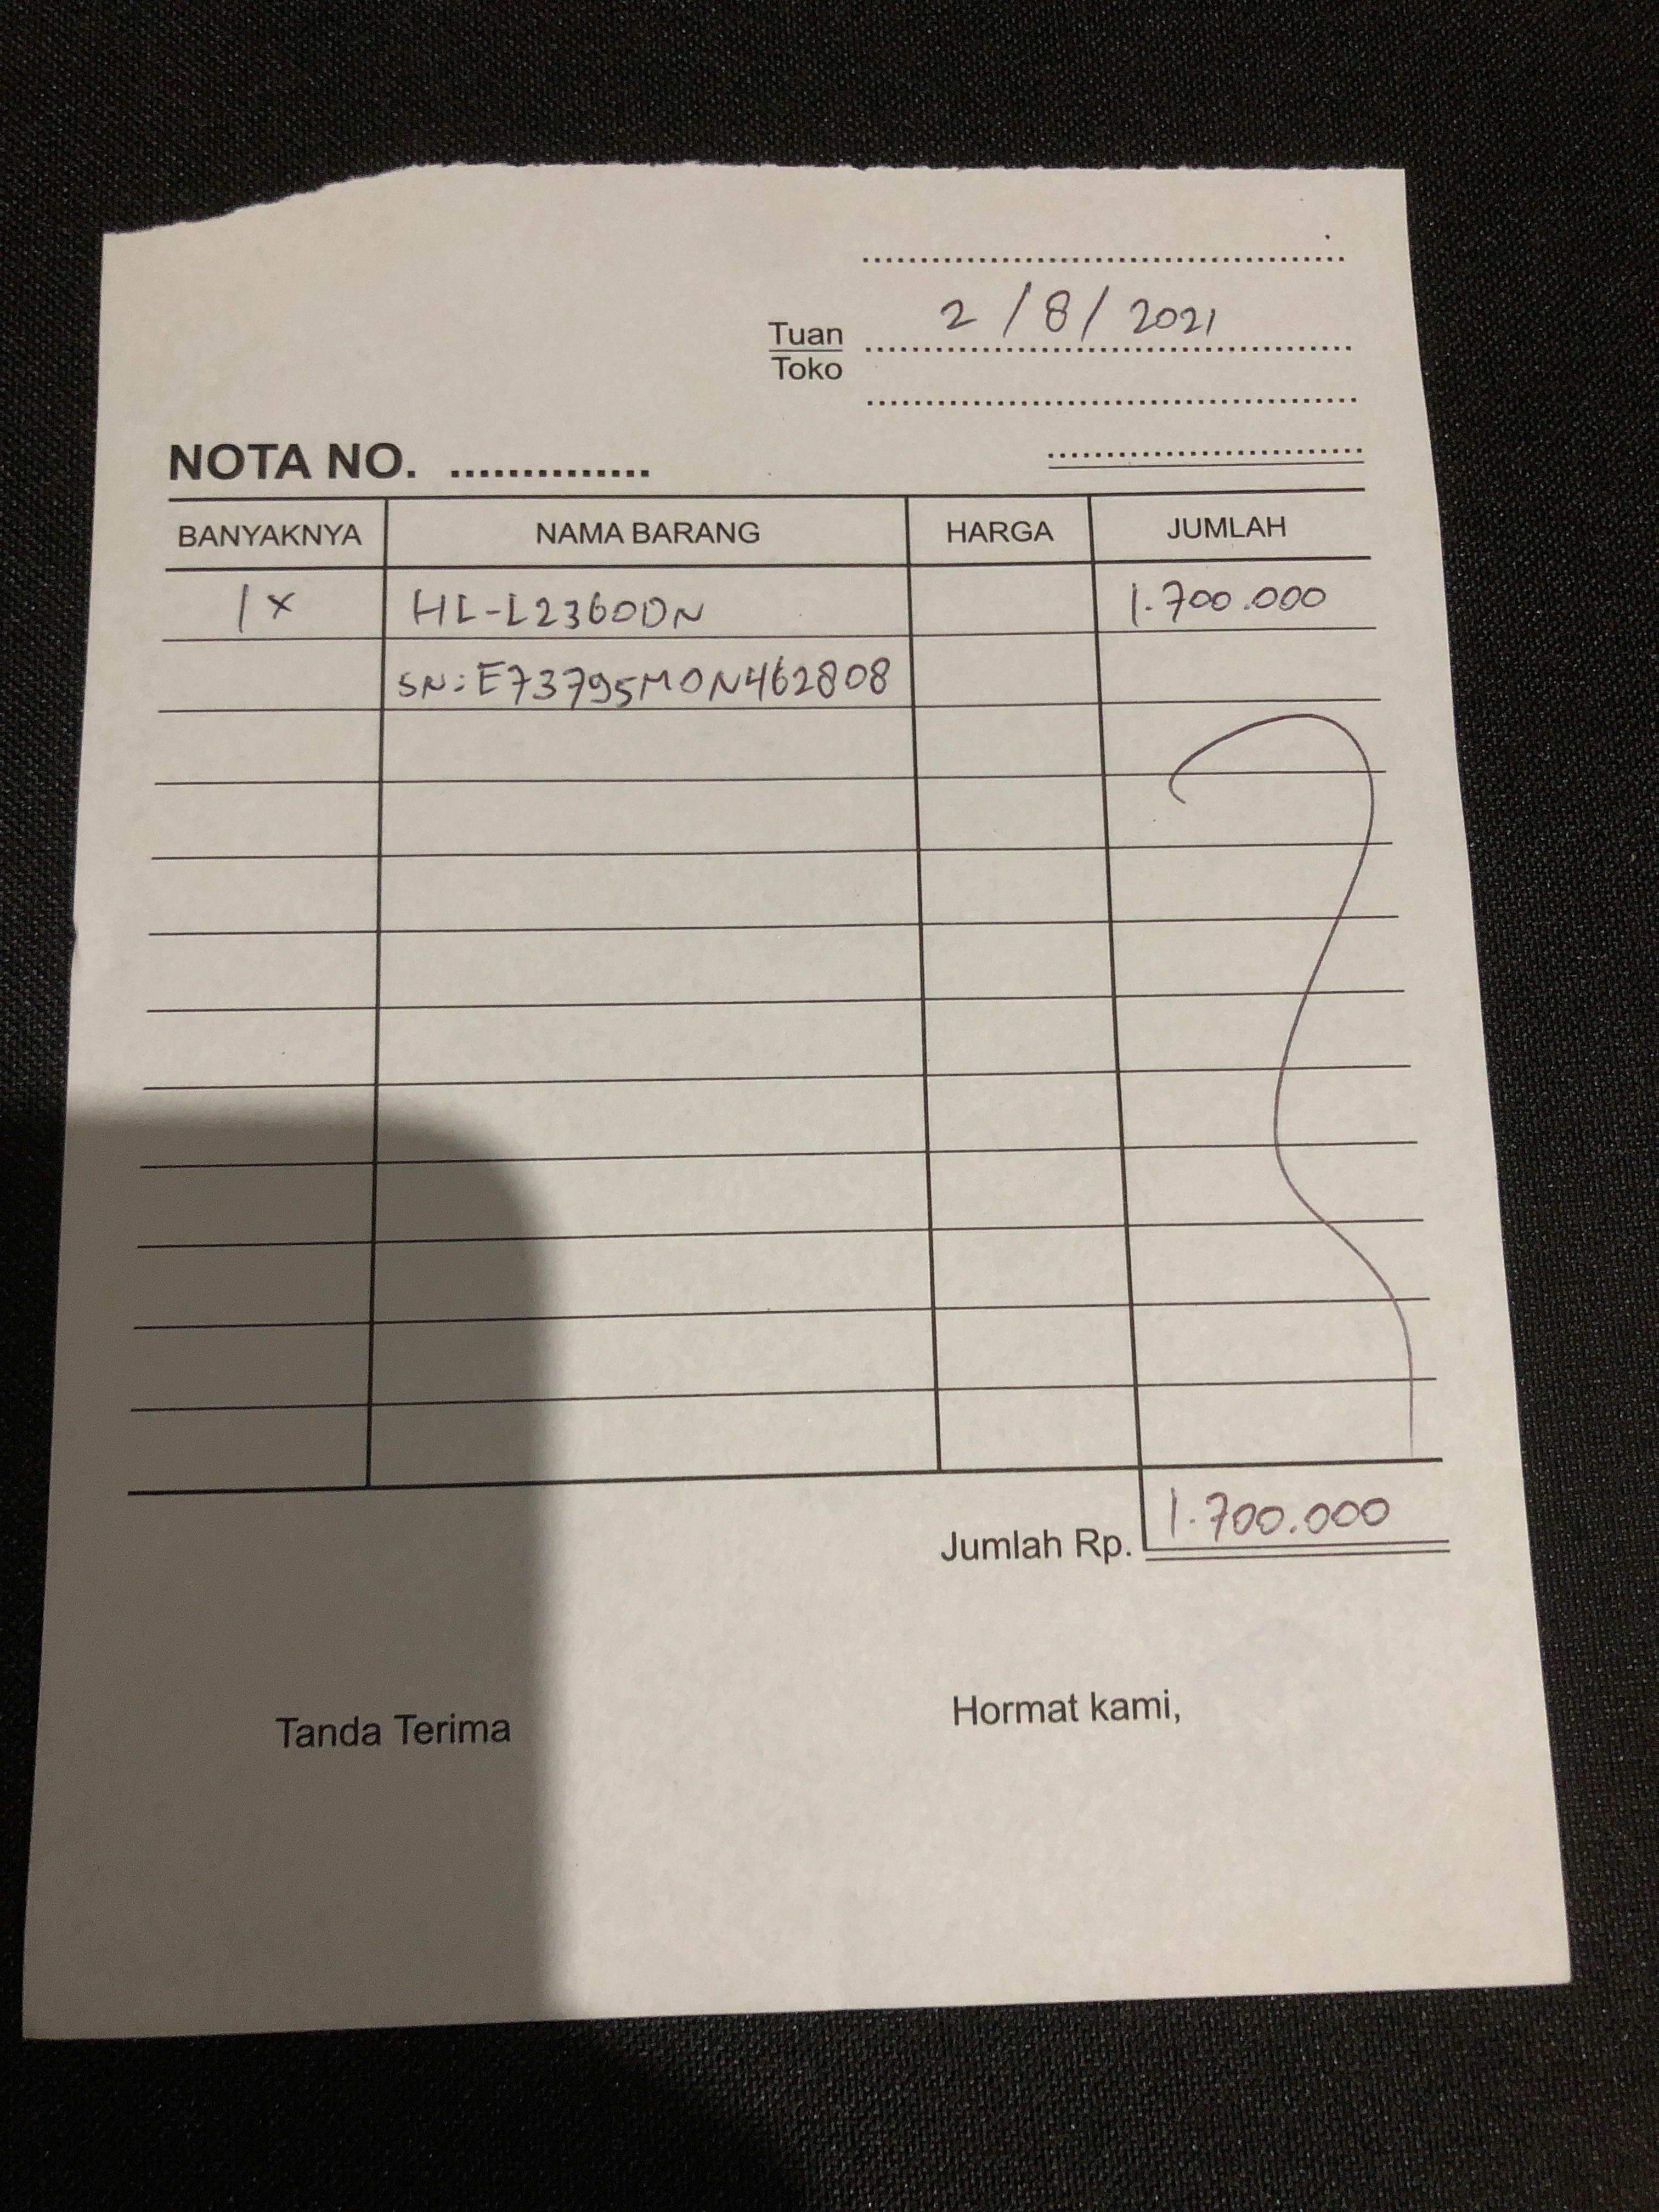 2 / 8 / 2021
Tuan
Toko
NOTA NO. ..............
BANYAKNYA NAMA BARANG HARGA JUMLAH
1 x HL-L2360DN 1.700.000
SN: E73795M0N462808
Jumlah Rp. 1.700.000
Tanda Terima Hormat kami,